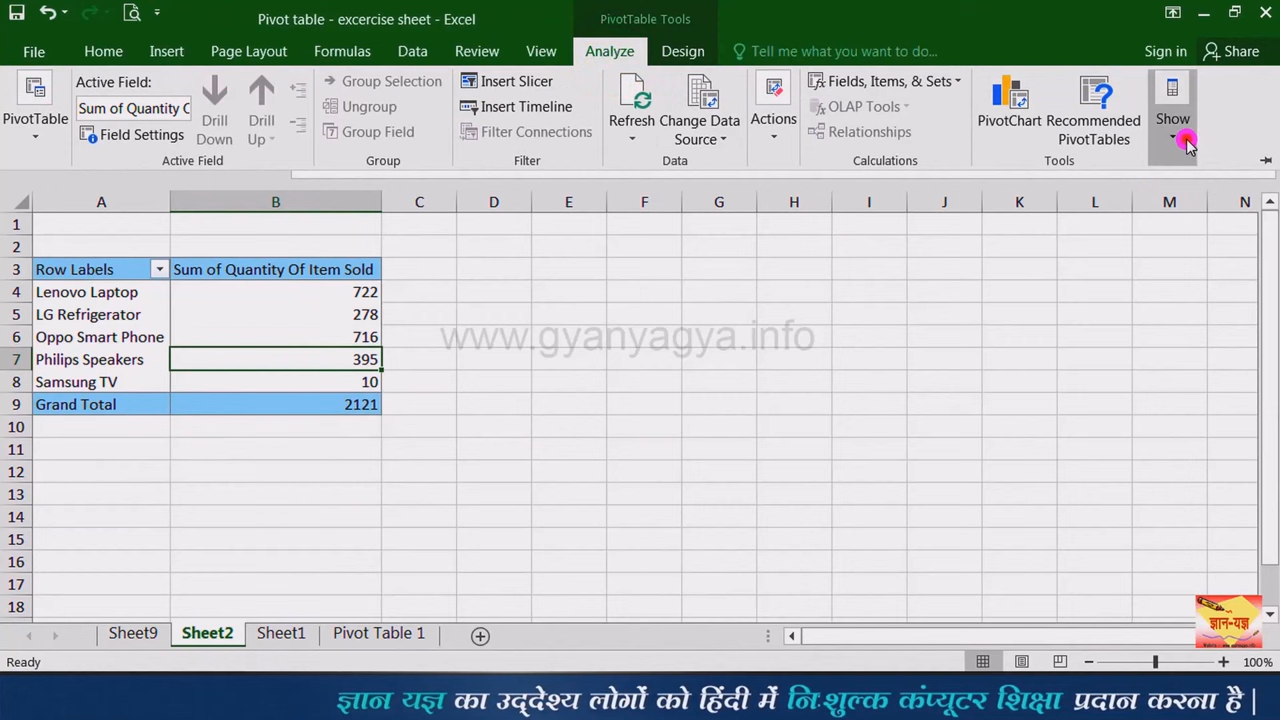 Pivot table - excercise sheet - Excel
PivotTable Tools
File Home Insert Page Layout Formulas Data Review View Analyze Design Tell me what you want to do... Sign in Share
PivotTable
Active Field:
Sum of Quantity O
Field Settings
Drill Down
Drill Up
Active Field
Group Selection
Ungroup
Group Field
Group
Insert Slicer
Insert Timeline
Filter Connections
Filter
Refresh
Change Data Source
Data
Actions
Fields, Items, & Sets
OLAP Tools
Relationships
Calculations
PivotChart
Recommended PivotTables
Tools
Show
A B C D E F G H I J K L M N
1
2
3 Row Labels Sum of Quantity Of Item Sold
4 Lenovo Laptop 722
5 LG Refrigerator 278
6 Oppo Smart Phone 716
7 Philips Speakers 395
8 Samsung TV 10
9 Grand Total 2121
10
11
12
13
14
15
16
17
18
www.gyanyagya.info
ज्ञान-यज्ञ
Sheet9 Sheet2 Sheet1 Pivot Table 1
Ready 100%
ज्ञान यज्ञ का उद्देश्य लोगों को हिंदी में निःशुल्क कंप्यूटर शिक्षा प्रदान करना है |